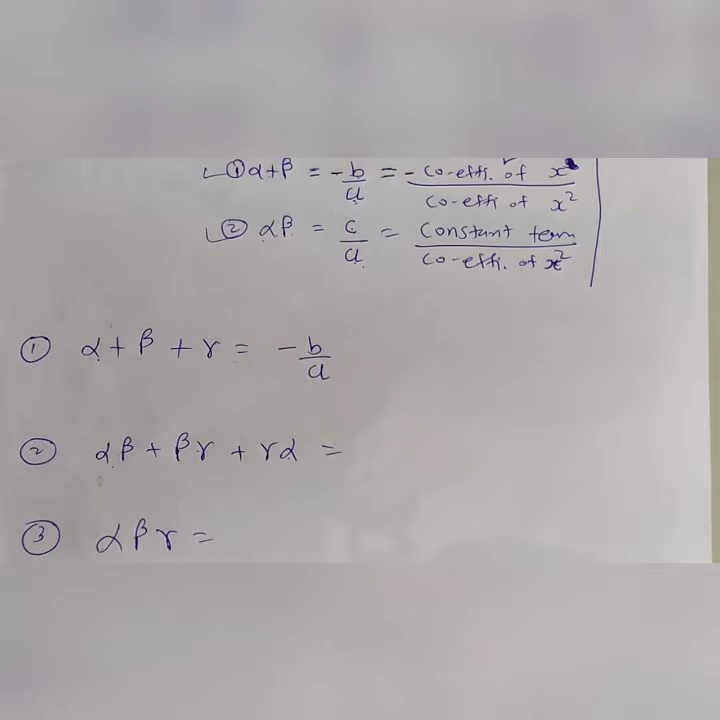 ① α+β = -b/a = - co-effi. of x / co-effi of x²
② αβ = c/a = Constant term / co-effi. of x²
① α + β + γ = -b/a
② αβ + βγ + γα =
③ αβγ =